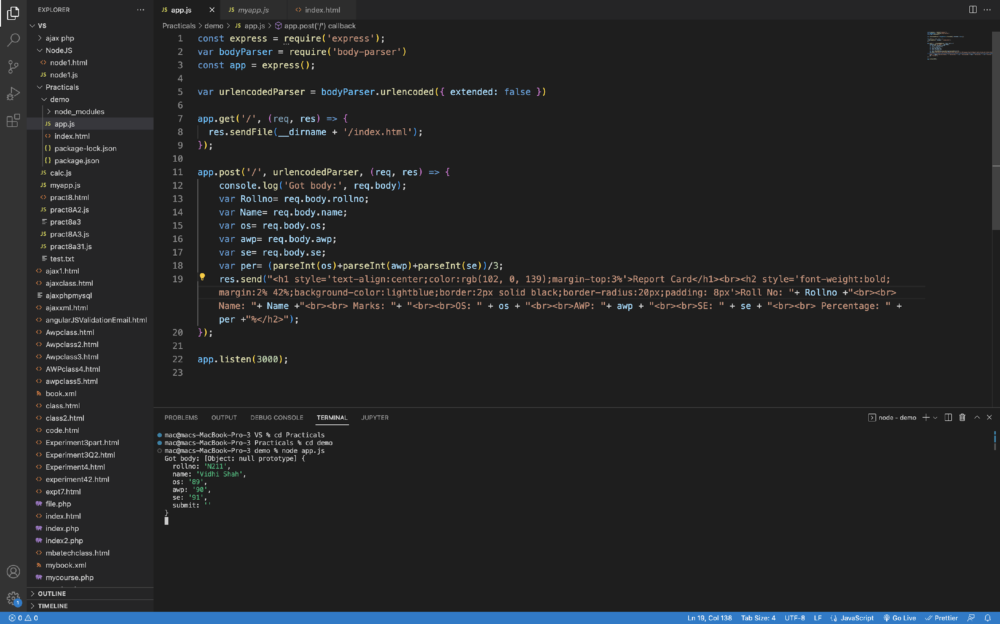 EXPLORER
VS
ajax php
NodeJS
node1.html
JS node1.js
Practicals
demo
node_modules
JS app.js
index.html
{} package-lock.json
{} package.json
JS calc.js
JS myapp.js
pract8.html
JS pract8A2.js
pract8a3
JS pract8A3.js
JS pract8a31.js
test.txt
ajax1.html
ajaxclass.html
ajaxphpmysql
ajaxxml.html
angularJSValidationEmail.html
Awpclass.html
Awpclass2.html
Awpclass3.html
AWPclass4.html
awpclass5.html
book.xml
class.html
class2.html
code.html
Experiment3part.html
Experiment3Q2.html
Experiment4.html
experiment42.html
expt7.html
file.php
index.html
index.php
index2.php
mbatechclass.html
mybook.xml
mycourse.php
OUTLINE
TIMELINE
1
JS app.js
JS myapp.js
<> index.html
Practicals > demo > JS app.js > app.post('/') callback
1 const express = require('express');
2 var bodyParser = require('body-parser')
3 const app = express();
4
5 var urlencodedParser = bodyParser.urlencoded({ extended: false })
6
7 app.get('/', (req, res) => {
8 res.sendFile(__dirname + '/index.html');
9 });
10
11 app.post('/', urlencodedParser, (req, res) => {
12 console.log('Got body:', req.body);
13 var Rollno= req.body.rollno;
14 var Name= req.body.name;
15 var os= req.body.os;
16 var awp= req.body.awp;
17 var se= req.body.se;
18 var per= (parseInt(os)+parseInt(awp)+parseInt(se))/3;
19 res.send("<h1 style='text-align:center;color:rgb(102, 0, 139);margin-top:3%'>Report Card</h1><br><h2 style='font-weight:bold;
margin:2% 42%;background-color:lightblue;border:2px solid black;border-radius:20px;padding: 8px'>Roll No: "+ Rollno +"<br><br>
Name: "+ Name +"<br><br> Marks: "+ "<br><br>OS: " + os + "<br><br>AWP: "+ awp + "<br><br>SE: " + se + "<br><br> Percentage: " +
per +"%</h2>");
20 });
21
22 app.listen(3000);
23
PROBLEMS OUTPUT DEBUG CONSOLE TERMINAL JUPYTER
node - demo
mac@macs-MacBook-Pro-3 VS % cd Practicals
mac@macs-MacBook-Pro-3 Practicals % cd demo
mac@macs-MacBook-Pro-3 demo % node app.js
Got body: [Object: null prototype] {
rollno: 'N211',
name: 'Vidhi Shah',
os: '89',
awp: '90',
se: '91',
submit: ''
}
0 0
Ln 19, Col 138 Tab Size: 4 UTF-8 LF {} JavaScript Go Live Prettier